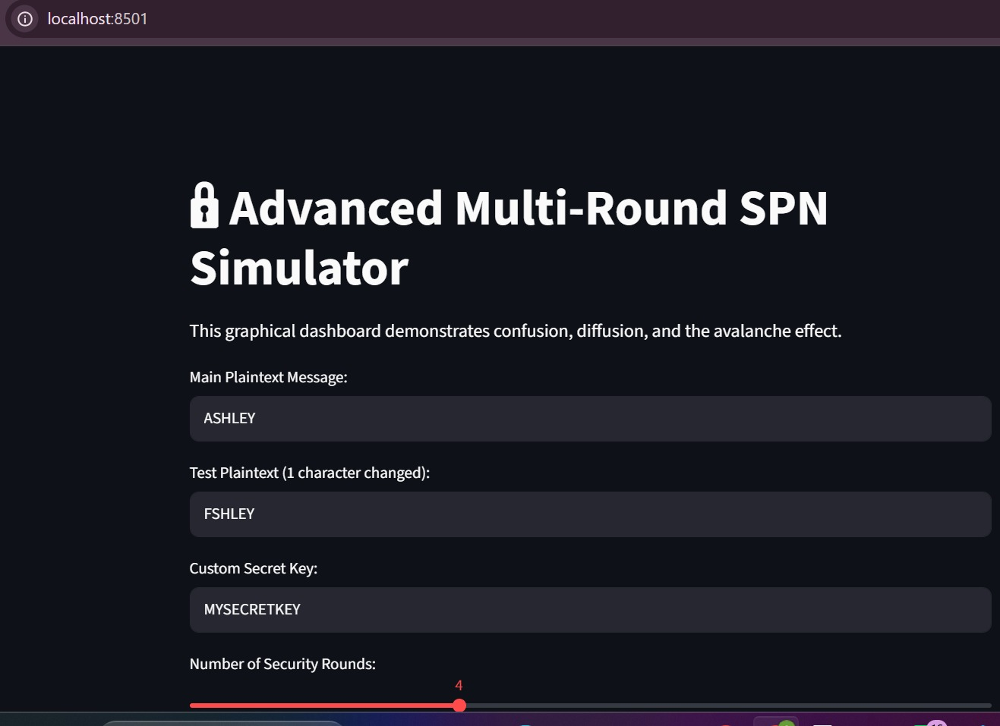 localhost:8501
Advanced Multi-Round SPN
Simulator
This graphical dashboard demonstrates confusion, diffusion, and the avalanche effect.
Main Plaintext Message:
ASHLEY
Test Plaintext (1 character changed):
FSHLEY
Custom Secret Key:
MYSECRETKEY
Number of Security Rounds:
4